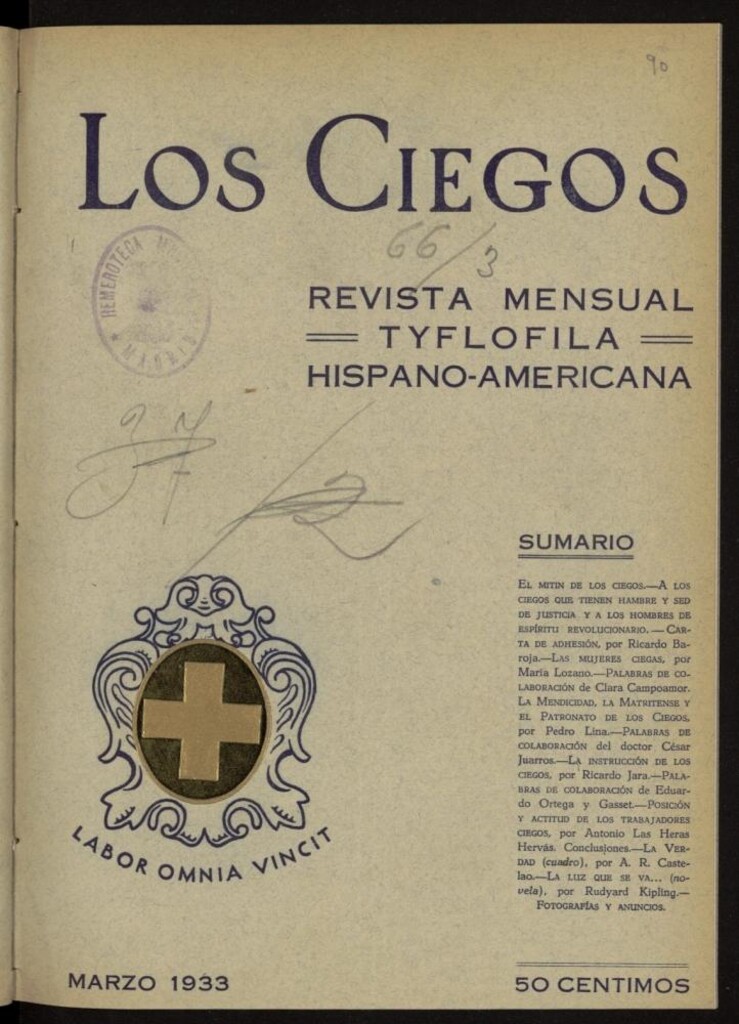 90
LOS CIEGOS
66/3
HEMEROTECA
MADRID
REVISTA MENSUAL
TYFLOFILA
HISPANO-AMERICANA
37
2
SUMARIO
EL MITIN DE LOS CIEGOS.—A LOS
CIEGOS QUE TIENEN HAMBRE Y SED
DE JUSTICIA Y A LOS HOMBRES DE
ESPÍRITU REVOLUCIONARIO.—CAR-
TA DE ADHESIÓN, por Ricardo Ba-
roja.—LAS MUJERES CIEGAS, por
María Lozano.—PALABRAS DE CO-
LABORACIÓN de Clara Campoamor.
LA MENDICIDAD, LA MATRITENSE Y
EL PATRONATO DE LOS CIEGOS,
por Pedro Lina.—PALABRAS DE
COLABORACIÓN del doctor César
Juarros.—LA INSTRUCCIÓN DE LOS
CIEGOS, por Ricardo Jara.—PALA-
BRAS DE COLABORACIÓN de Eduar-
do Ortega y Gasset.—POSICIÓN
Y ACTITUD DE LOS TRABAJADORES
CIEGOS, por Antonio Las Heras
Hervás. Conclusiones.—LA VER-
DAD (cuadro), por A. R. Caste-
lao.—LA LUZ QUE SE VA... (no-
vela), por Rudyard Kipling.—
FOTOGRAFÍAS Y ANUNCIOS.
LABOR OMNIA VINCIT
MARZO 1933
50 CENTIMOS